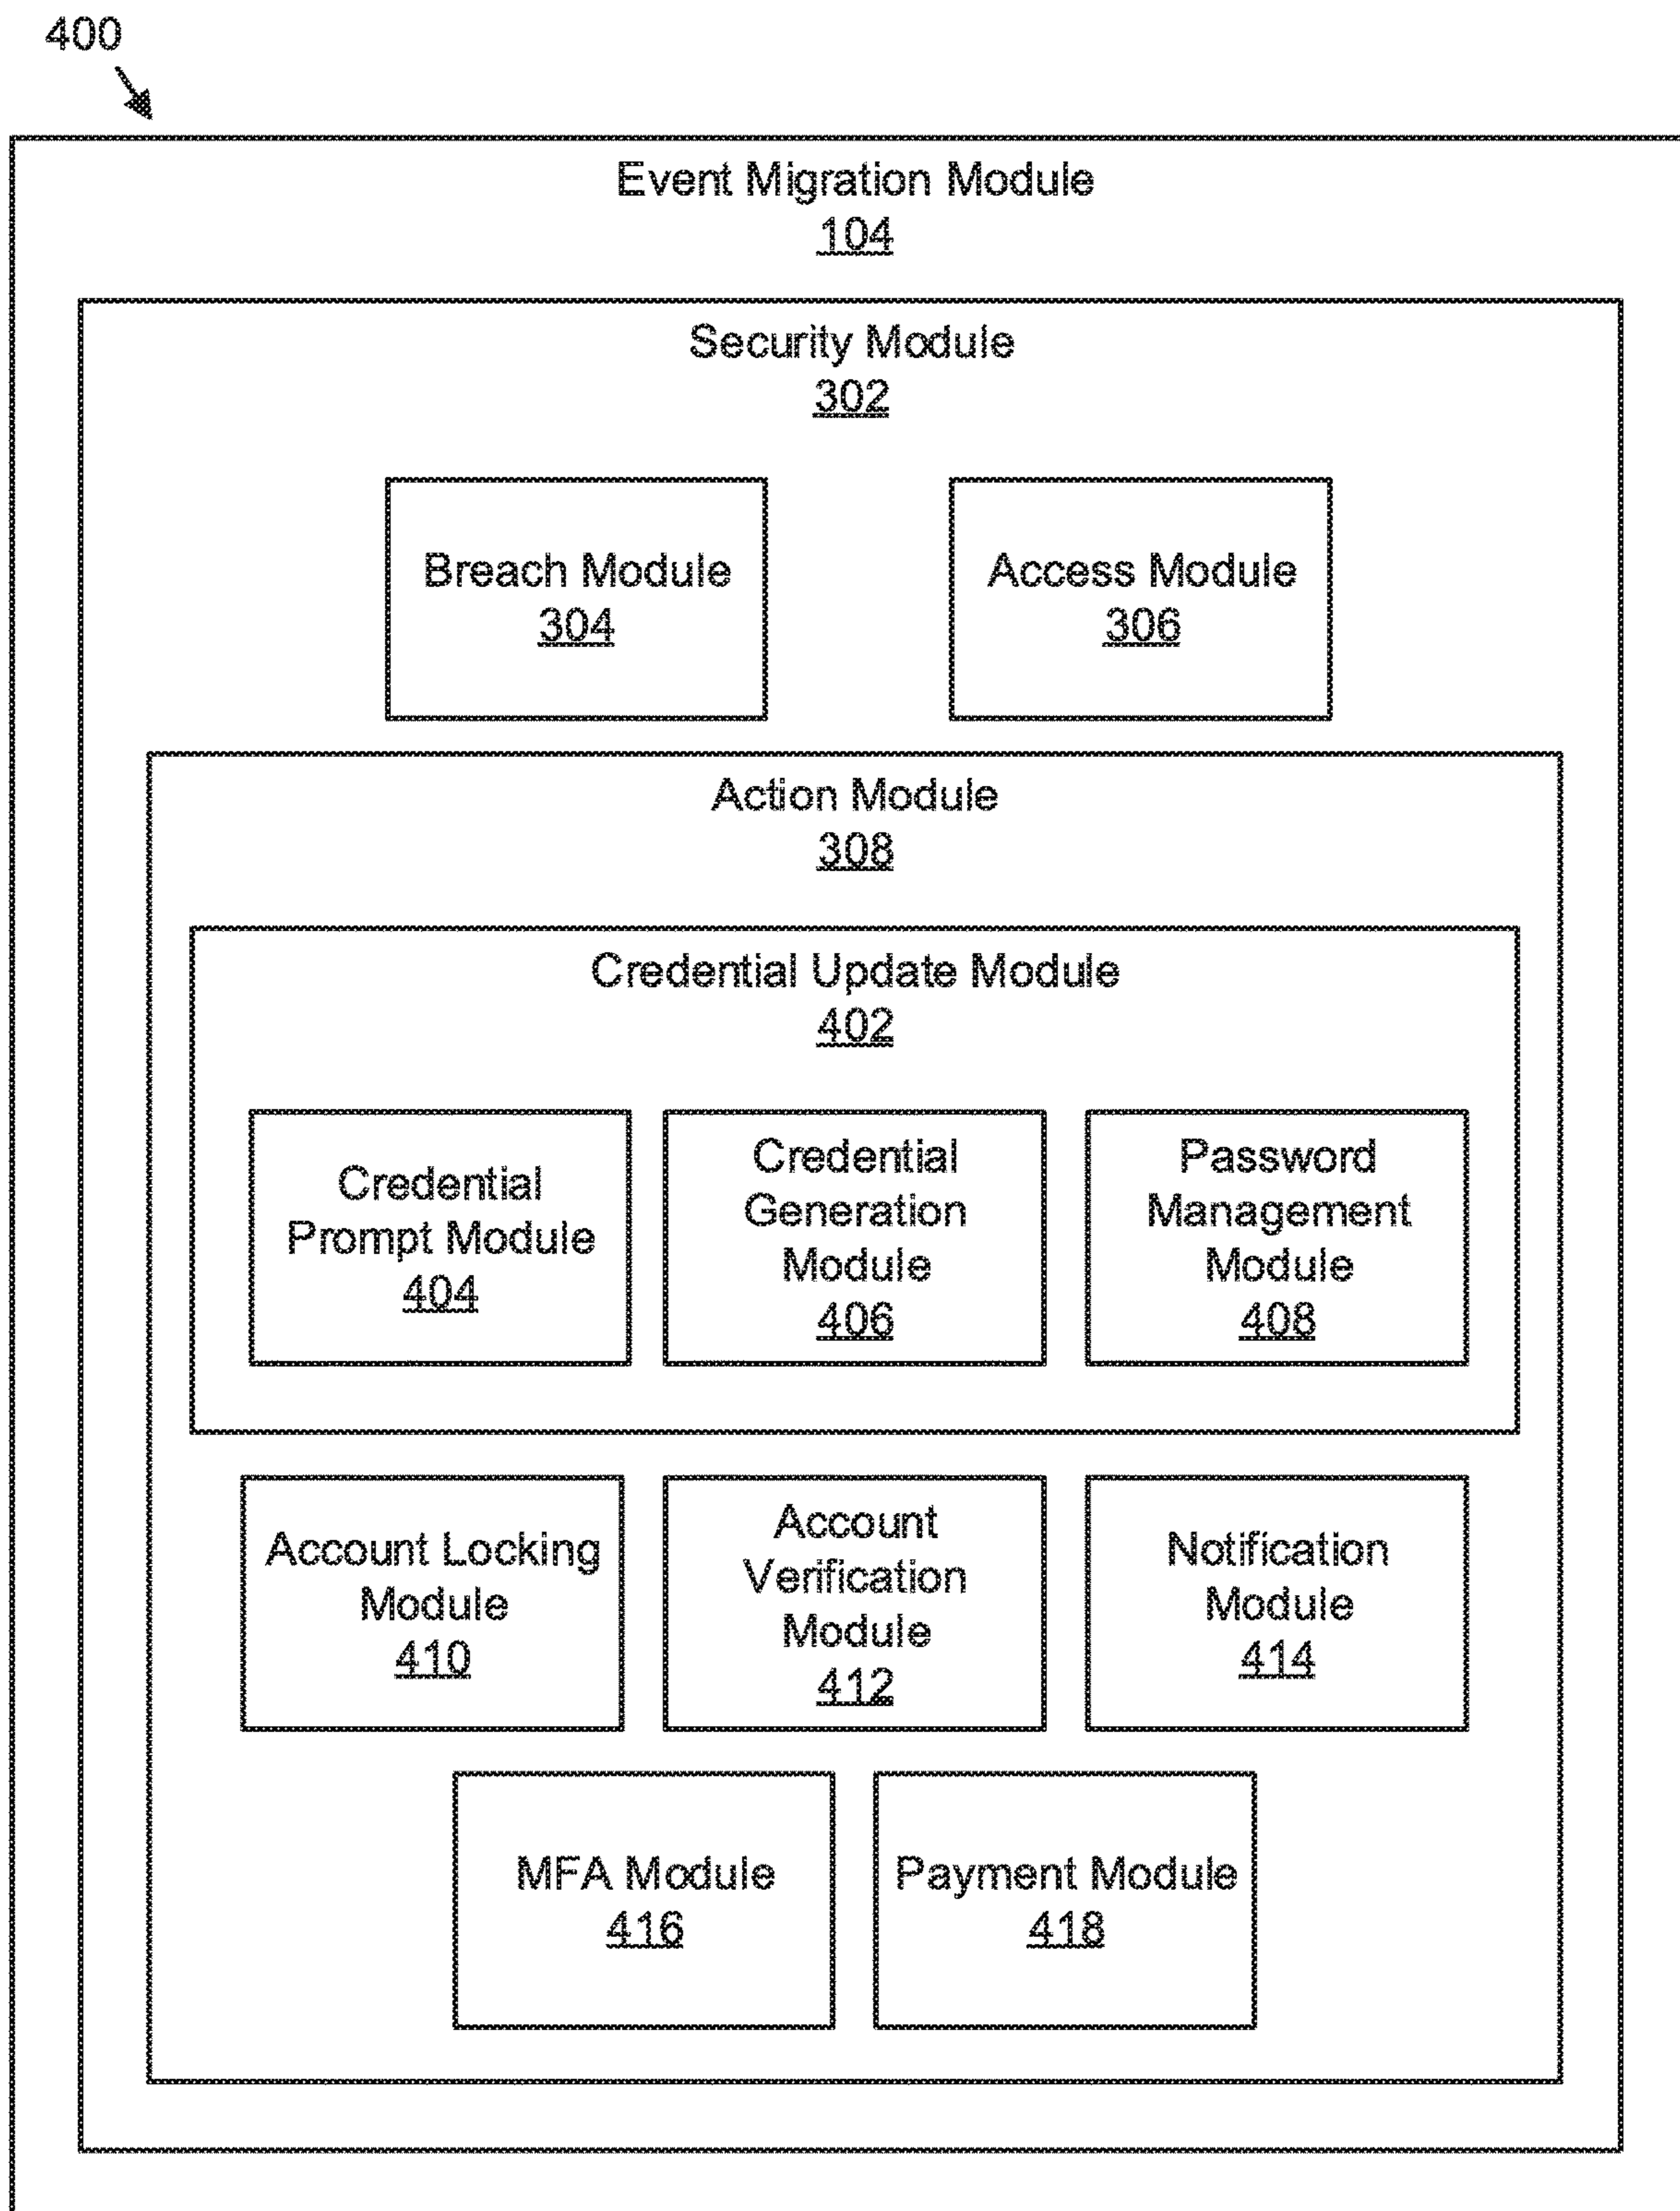 400
Event Migration Module
104
Security Module
302
Breach Module
304
Access Module
306
Action Module
308
Credential Update Module
402
Credential
Prompt Module
404
Credential
Generation
Module
406
Password
Management
Module
408
Account Locking
Module
410
Account
Verification
Module
412
Notification
Module
414
MFA Module
416
Payment Module
418